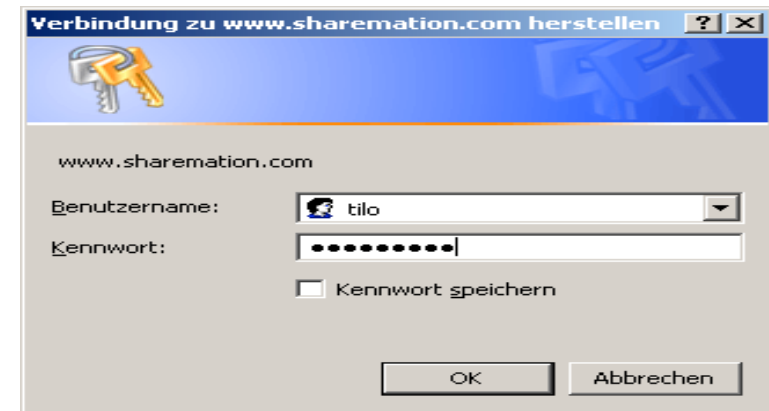 Verbindung zu www.sharemation.com herstellen
www.sharemation.com
Benutzername: tilo
Kennwort: ●●●●●●●●●
Kennwort speichern
OK Abbrechen